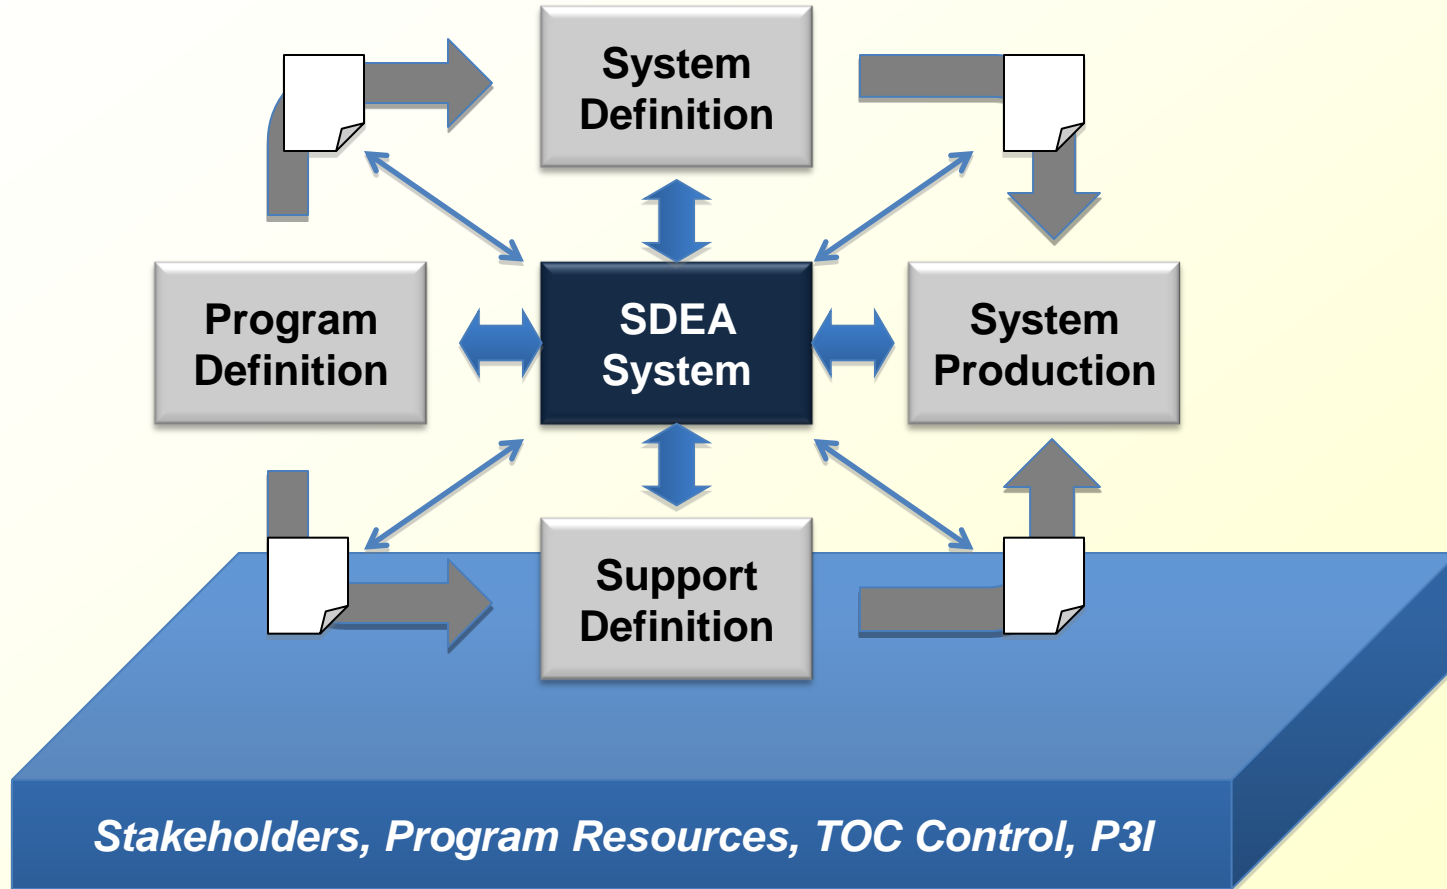 System
Definition
Program
Definition
SDEA
System
System
Production
Support
Definition
Stakeholders, Program Resources, TOC Control, P3I